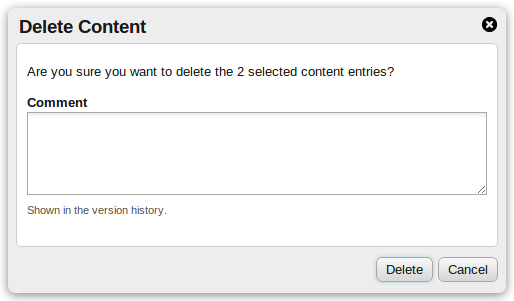 Delete Content
Are you sure you want to delete the 2 selected content entries?
Comment
Shown in the version history.
Delete Cancel